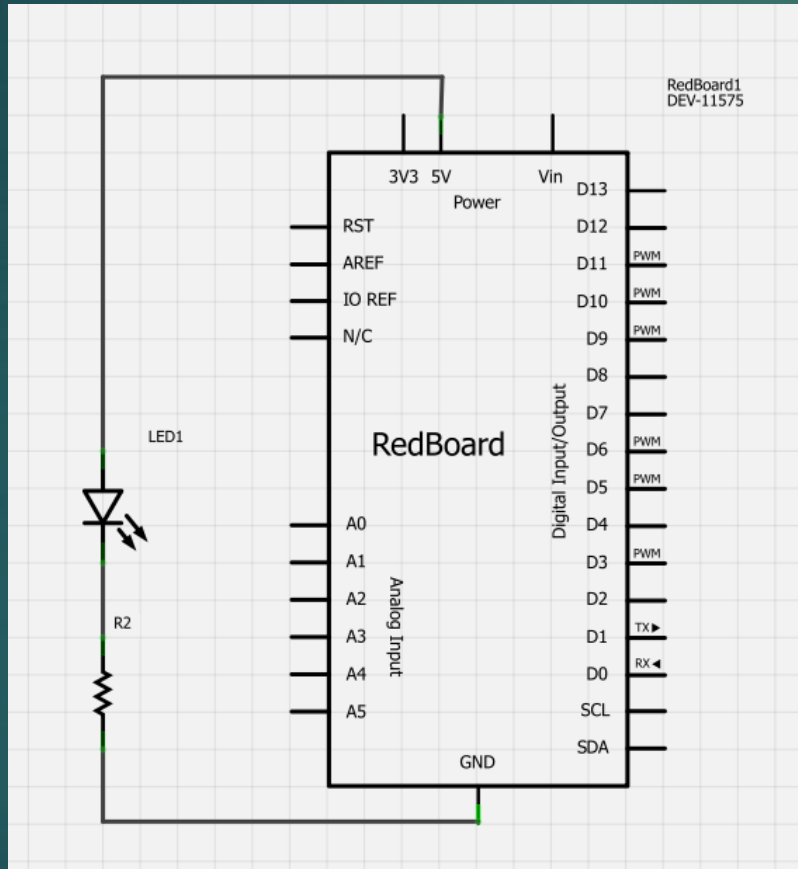 RedBoard1
DEV-11575
3V3 5V Vin
Power
D13
RST D12
AREF D11 PWM
IO REF D10 PWM
N/C D9 PWM
D8
D7
LED1 RedBoard D6 PWM
Digital Input/Output
D5 PWM
A0 D4
A1 D3 PWM
A2 D2
Analog Input
R2
A3 D1 TX▶
A4 D0 RX◀
A5 SCL
SDA
GND